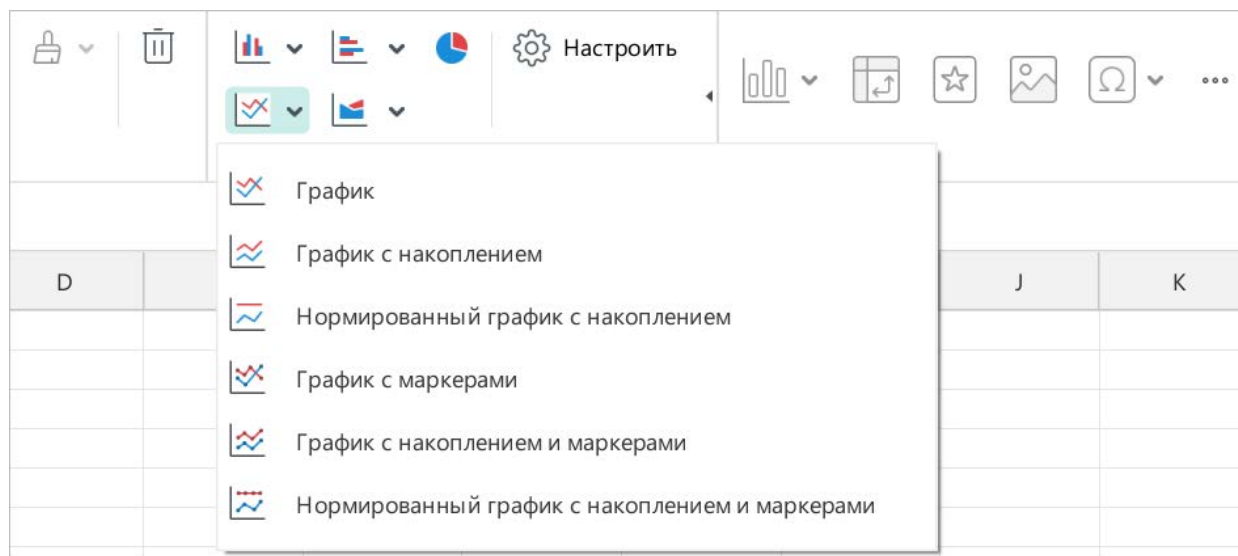 Настроить
График
График с накоплением
D
J
K
Нормированный график с накоплением
График с маркерами
График с накоплением и маркерами
Нормированный график с накоплением и маркерами